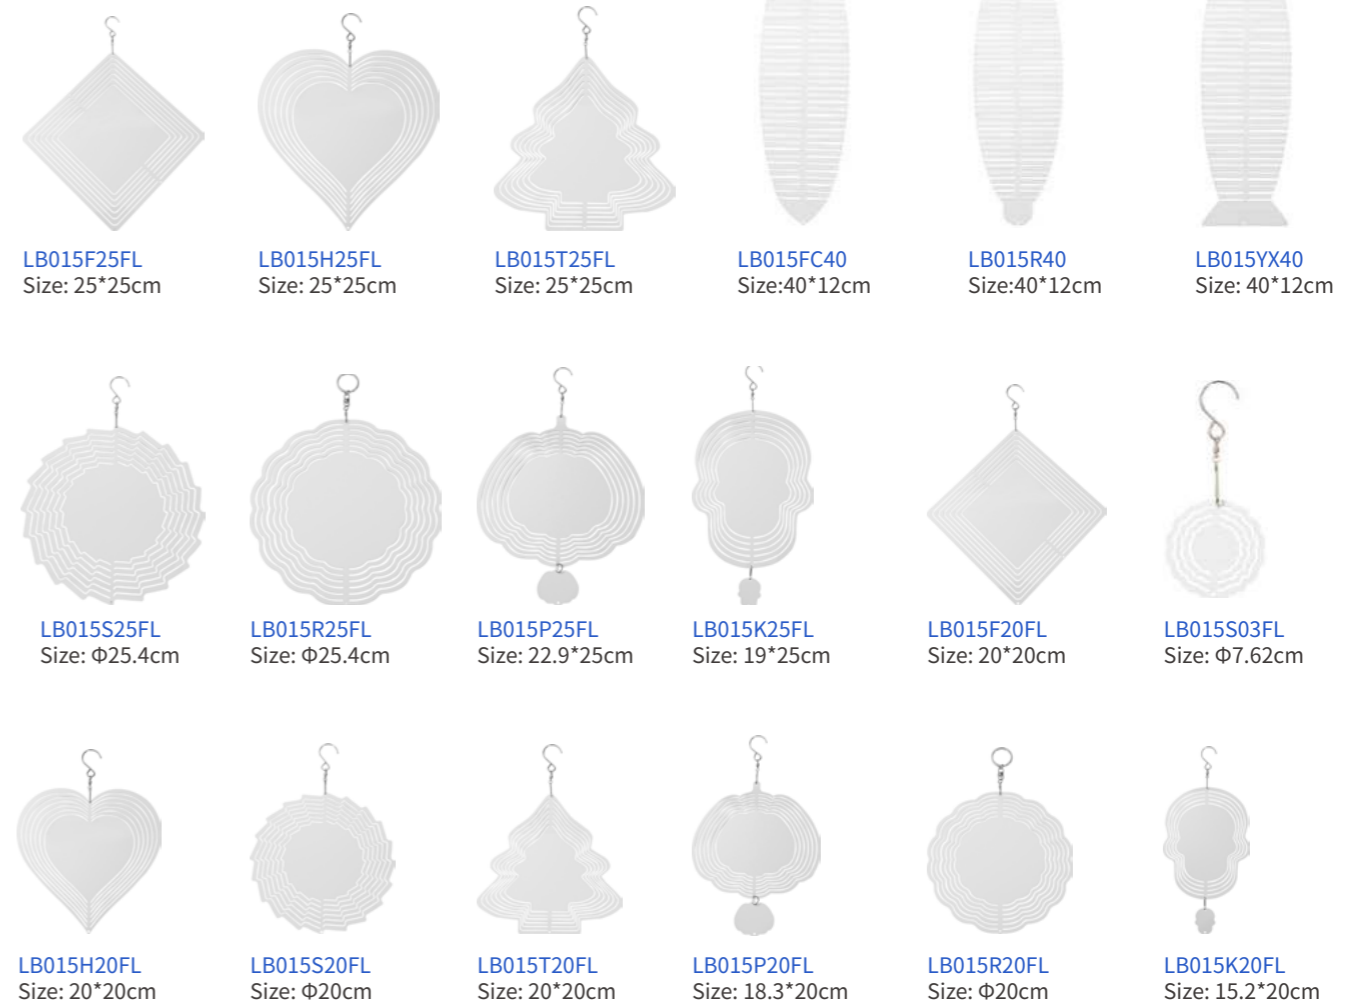 LB015F25FL
Size: 25*25cm
LB015H25FL
Size: 25*25cm
LB015T25FL
Size: 25*25cm
LB015FC40
Size:40*12cm
LB015R40
Size:40*12cm
LB015YX40
Size: 40*12cm
LB015S25FL
Size: Φ25.4cm
LB015R25FL
Size: Φ25.4cm
LB015P25FL
Size: 22.9*25cm
LB015K25FL
Size: 19*25cm
LB015F20FL
Size: 20*20cm
LB015S03FL
Size: Φ7.62cm
LB015H20FL
Size: 20*20cm
LB015S20FL
Size: Φ20cm
LB015T20FL
Size: 20*20cm
LB015P20FL
Size: 18.3*20cm
LB015R20FL
Size: Φ20cm
LB015K20FL
Size: 15.2*20cm